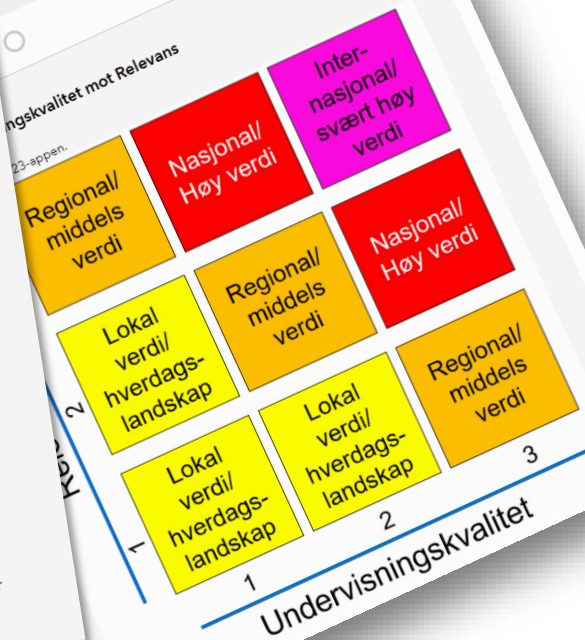 ngskvalitet mot Relevans
23-appen.
Regional/
middels
verdi
Nasjonal/
Høy verdi
Inter-
nasjonal/
svært høy
verdi
Lokal
verdi/
hverdags-
landskap
Regional/
middels
verdi
Nasjonal/
Høy verdi
2
Lokal
verdi/
hverdags-
landskap
Lokal
verdi/
hverdags-
landskap
Regional/
middels
verdi
1
1
2
3
Undervisningskvalitet